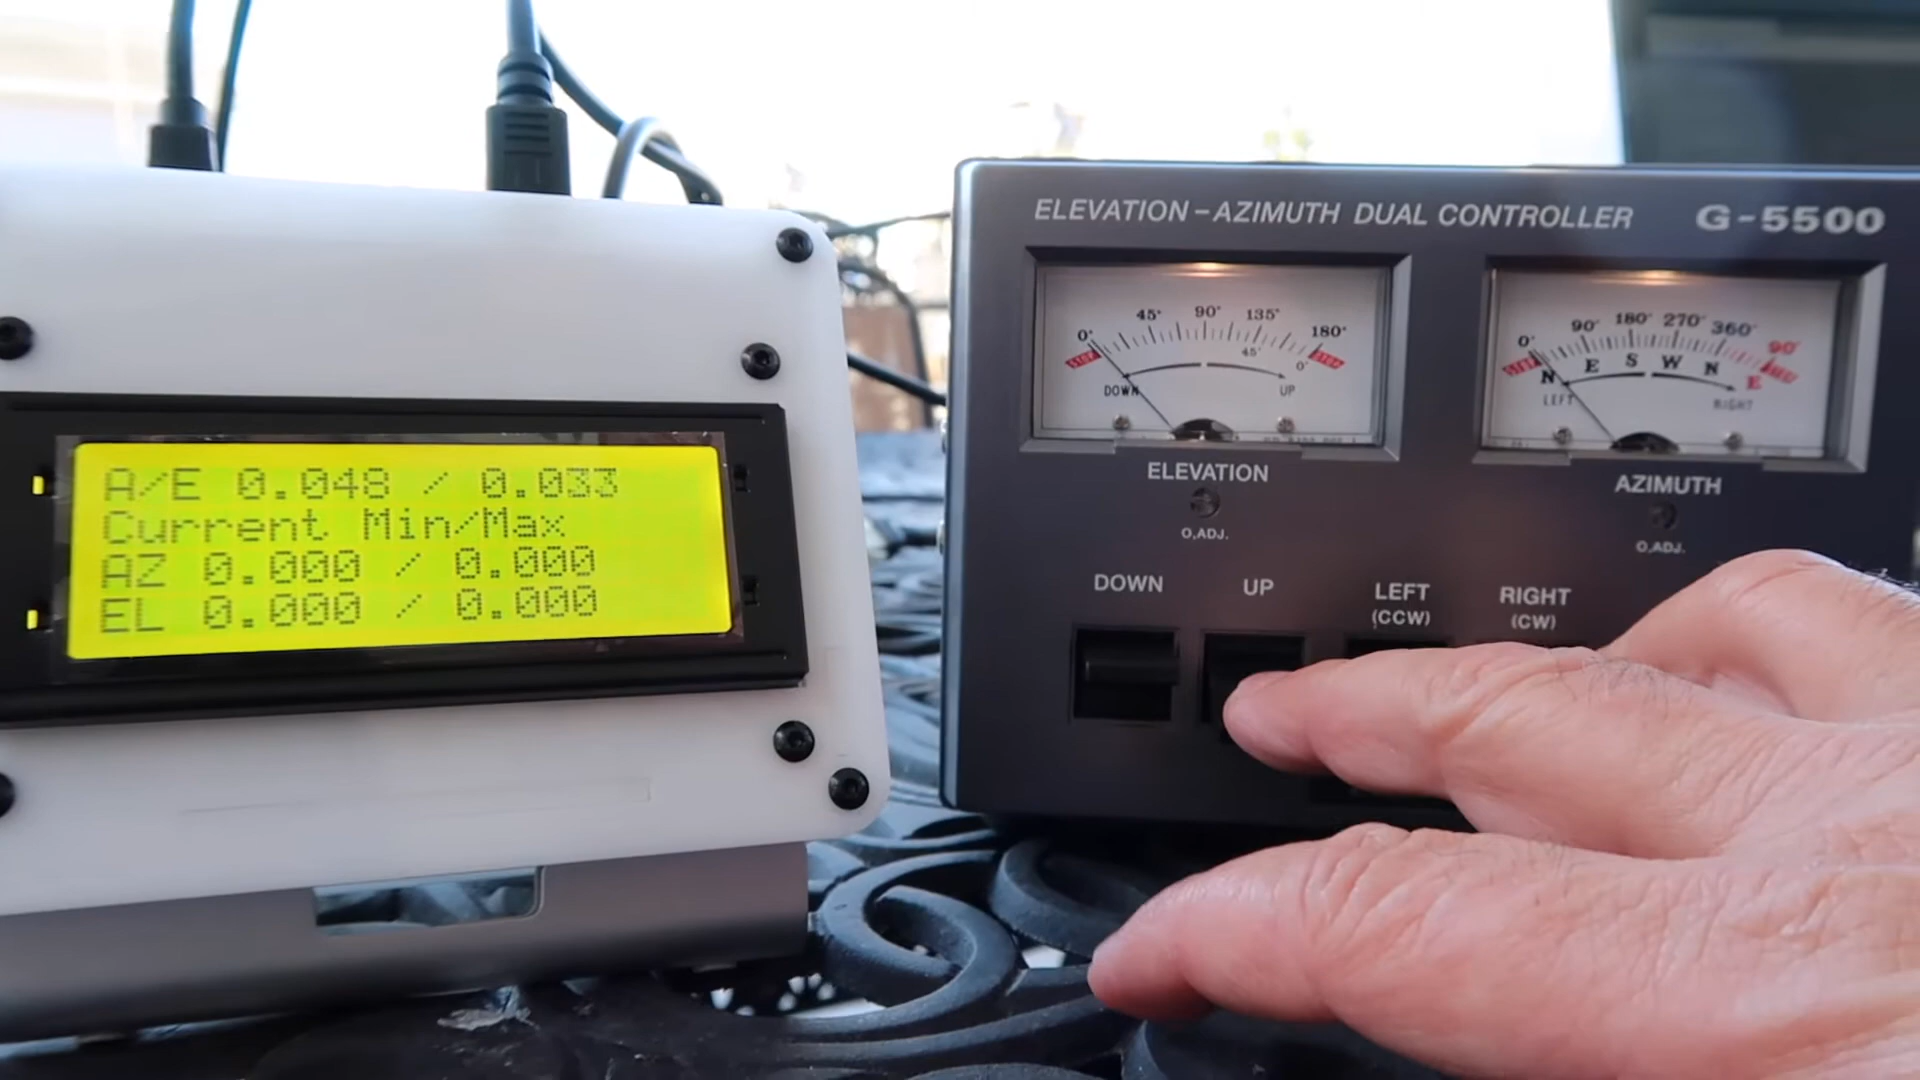 A/E 0.048 / 0.033
Current Min/Max
AZ 0.000 / 0.000
EL 0.000 / 0.000
ELEVATION-AZIMUTH DUAL CONTROLLER G-5500
0° 45° 90° 135° 180°
STOP STOP
45° 0°
DOWN UP
0° 90° 180° 270° 360° 90°
N E S W N E
LEFT RIGHT
ELEVATION
O,ADJ.
AZIMUTH
O,ADJ.
DOWN UP LEFT (CCW) RIGHT (CW)